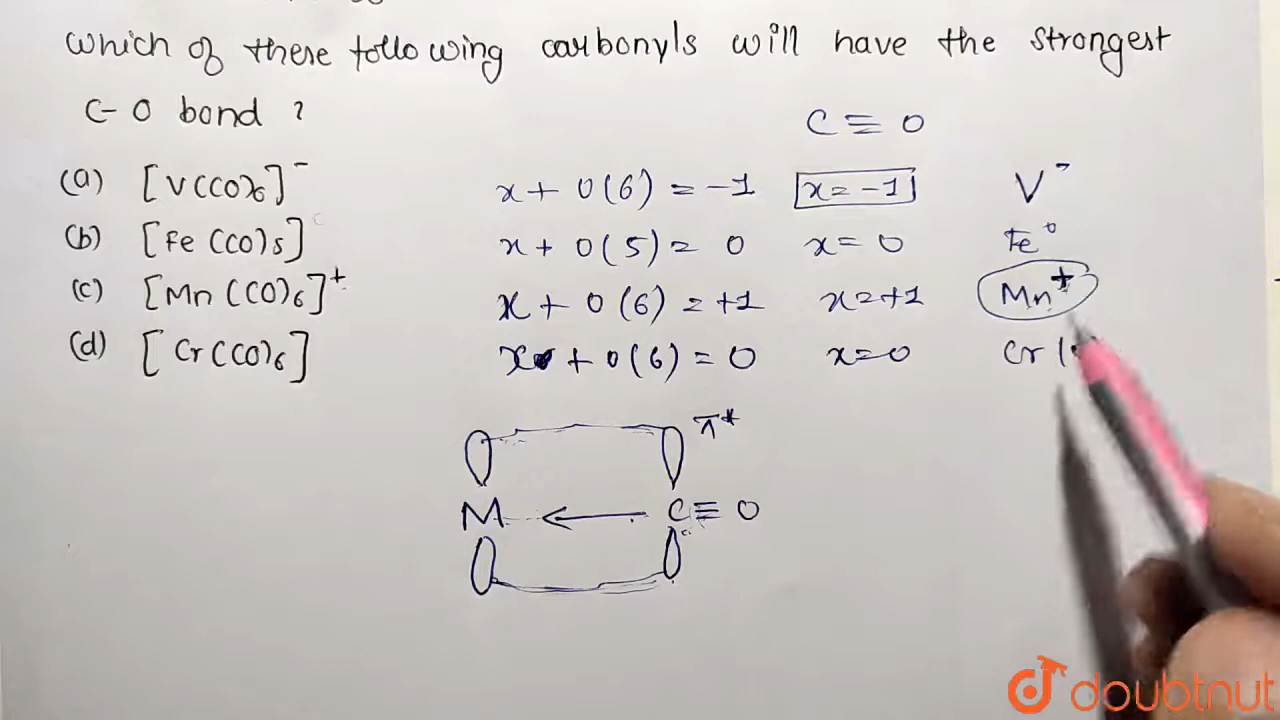 which of these following carbonyls will have the strongest
C-O bond ?
C≡O
(a) [V(CO)6]⁻ x+0(6)=-1 x=-1 V⁻
(b) [Fe(CO)5] x+0(5)=0 x=0 Fe⁰
(c) [Mn(CO)6]⁺ x+0(6)=+1 x=+1 Mn⁺
(d) [Cr(CO)6] x+0(6)=0 x=0 Cr
π*
M ← C≡O
doubtnut